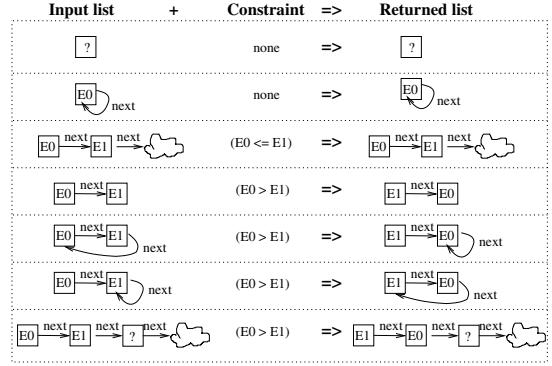 Input list + Constraint => Returned list
? none => ?
E0 next none => E0 next
E0 next E1 next (E0 <= E1) => E0 next E1 next
E0 next E1 (E0 > E1) => E1 next E0
E0 next E1 next (E0 > E1) => E1 next E0 next
E0 next E1 next (E0 > E1) => E1 next E0 next
E0 next E1 next ? next (E0 > E1) => E1 next E0 next ? next